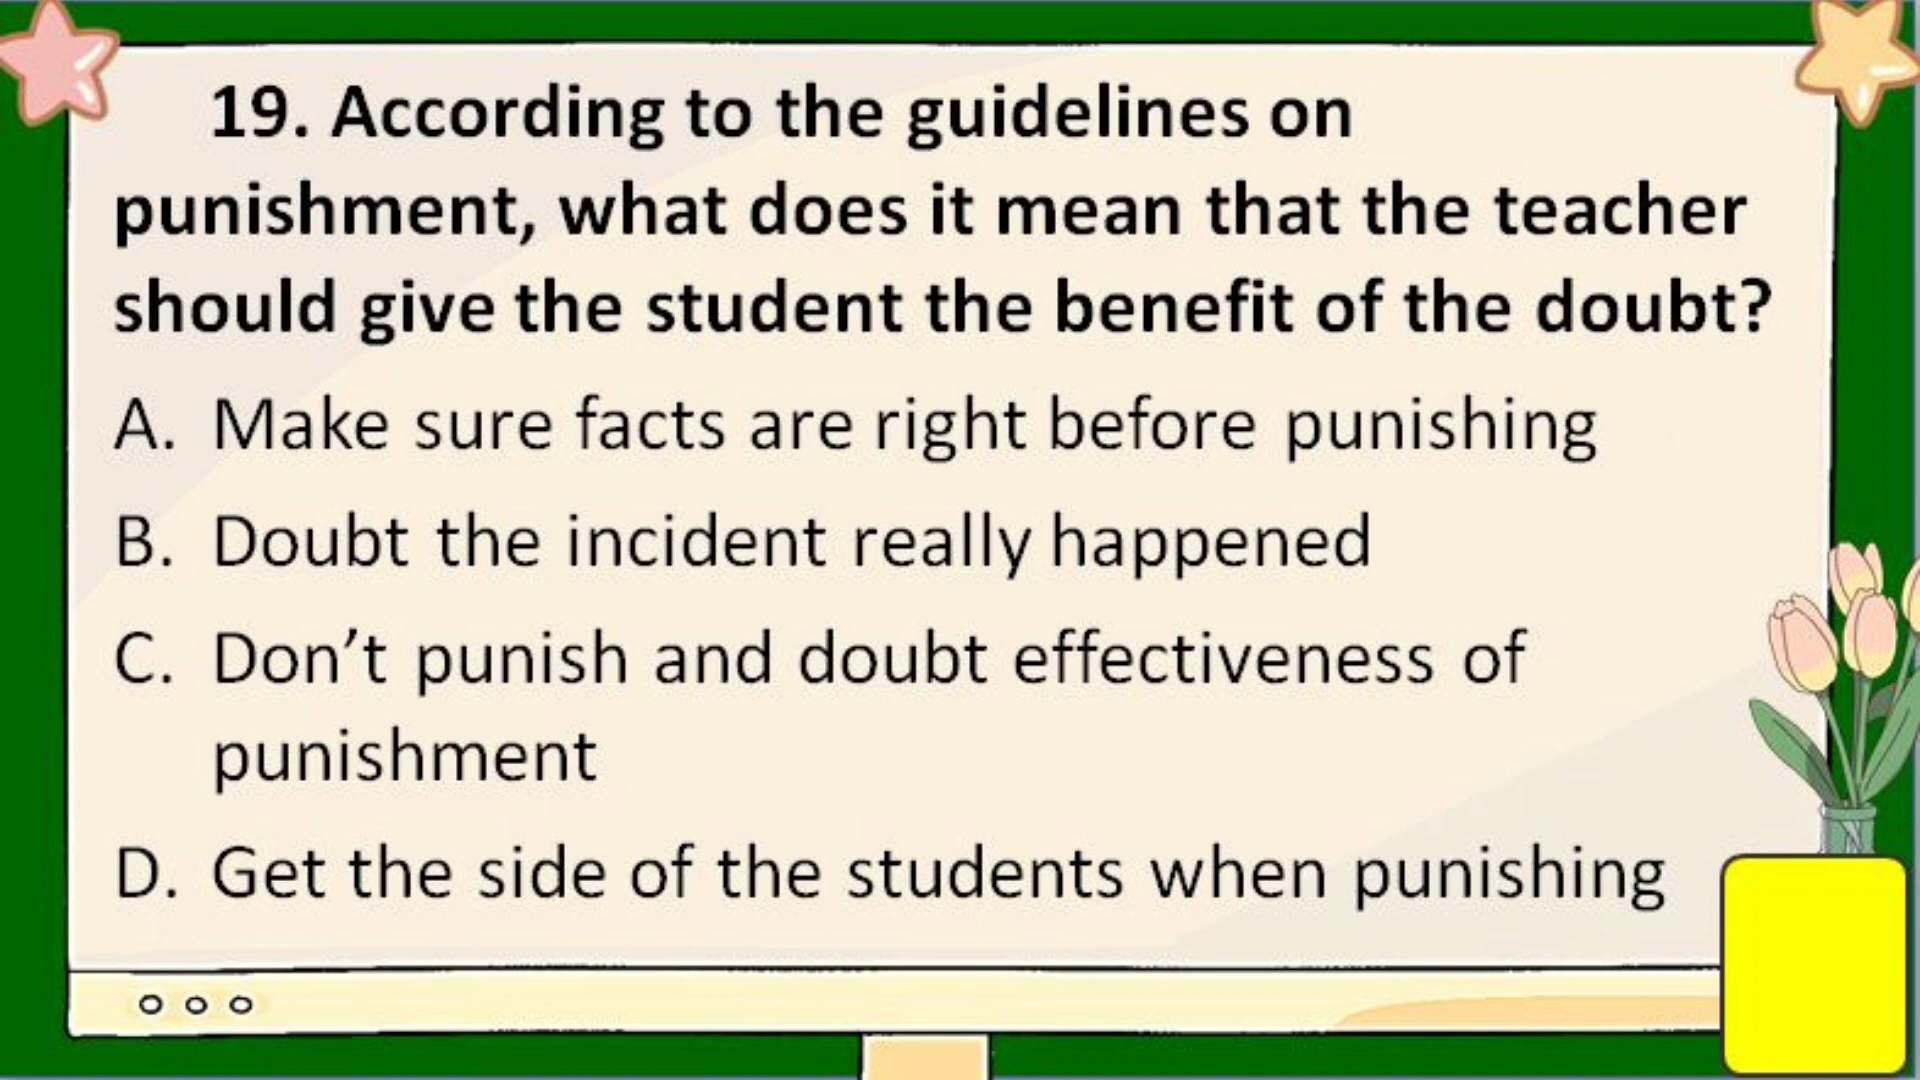 19. According to the guidelines on
punishment, what does it mean that the teacher
should give the student the benefit of the doubt?
A. Make sure facts are right before punishing
B. Doubt the incident really happened
C. Don’t punish and doubt effectiveness of
punishment
D. Get the side of the students when punishing